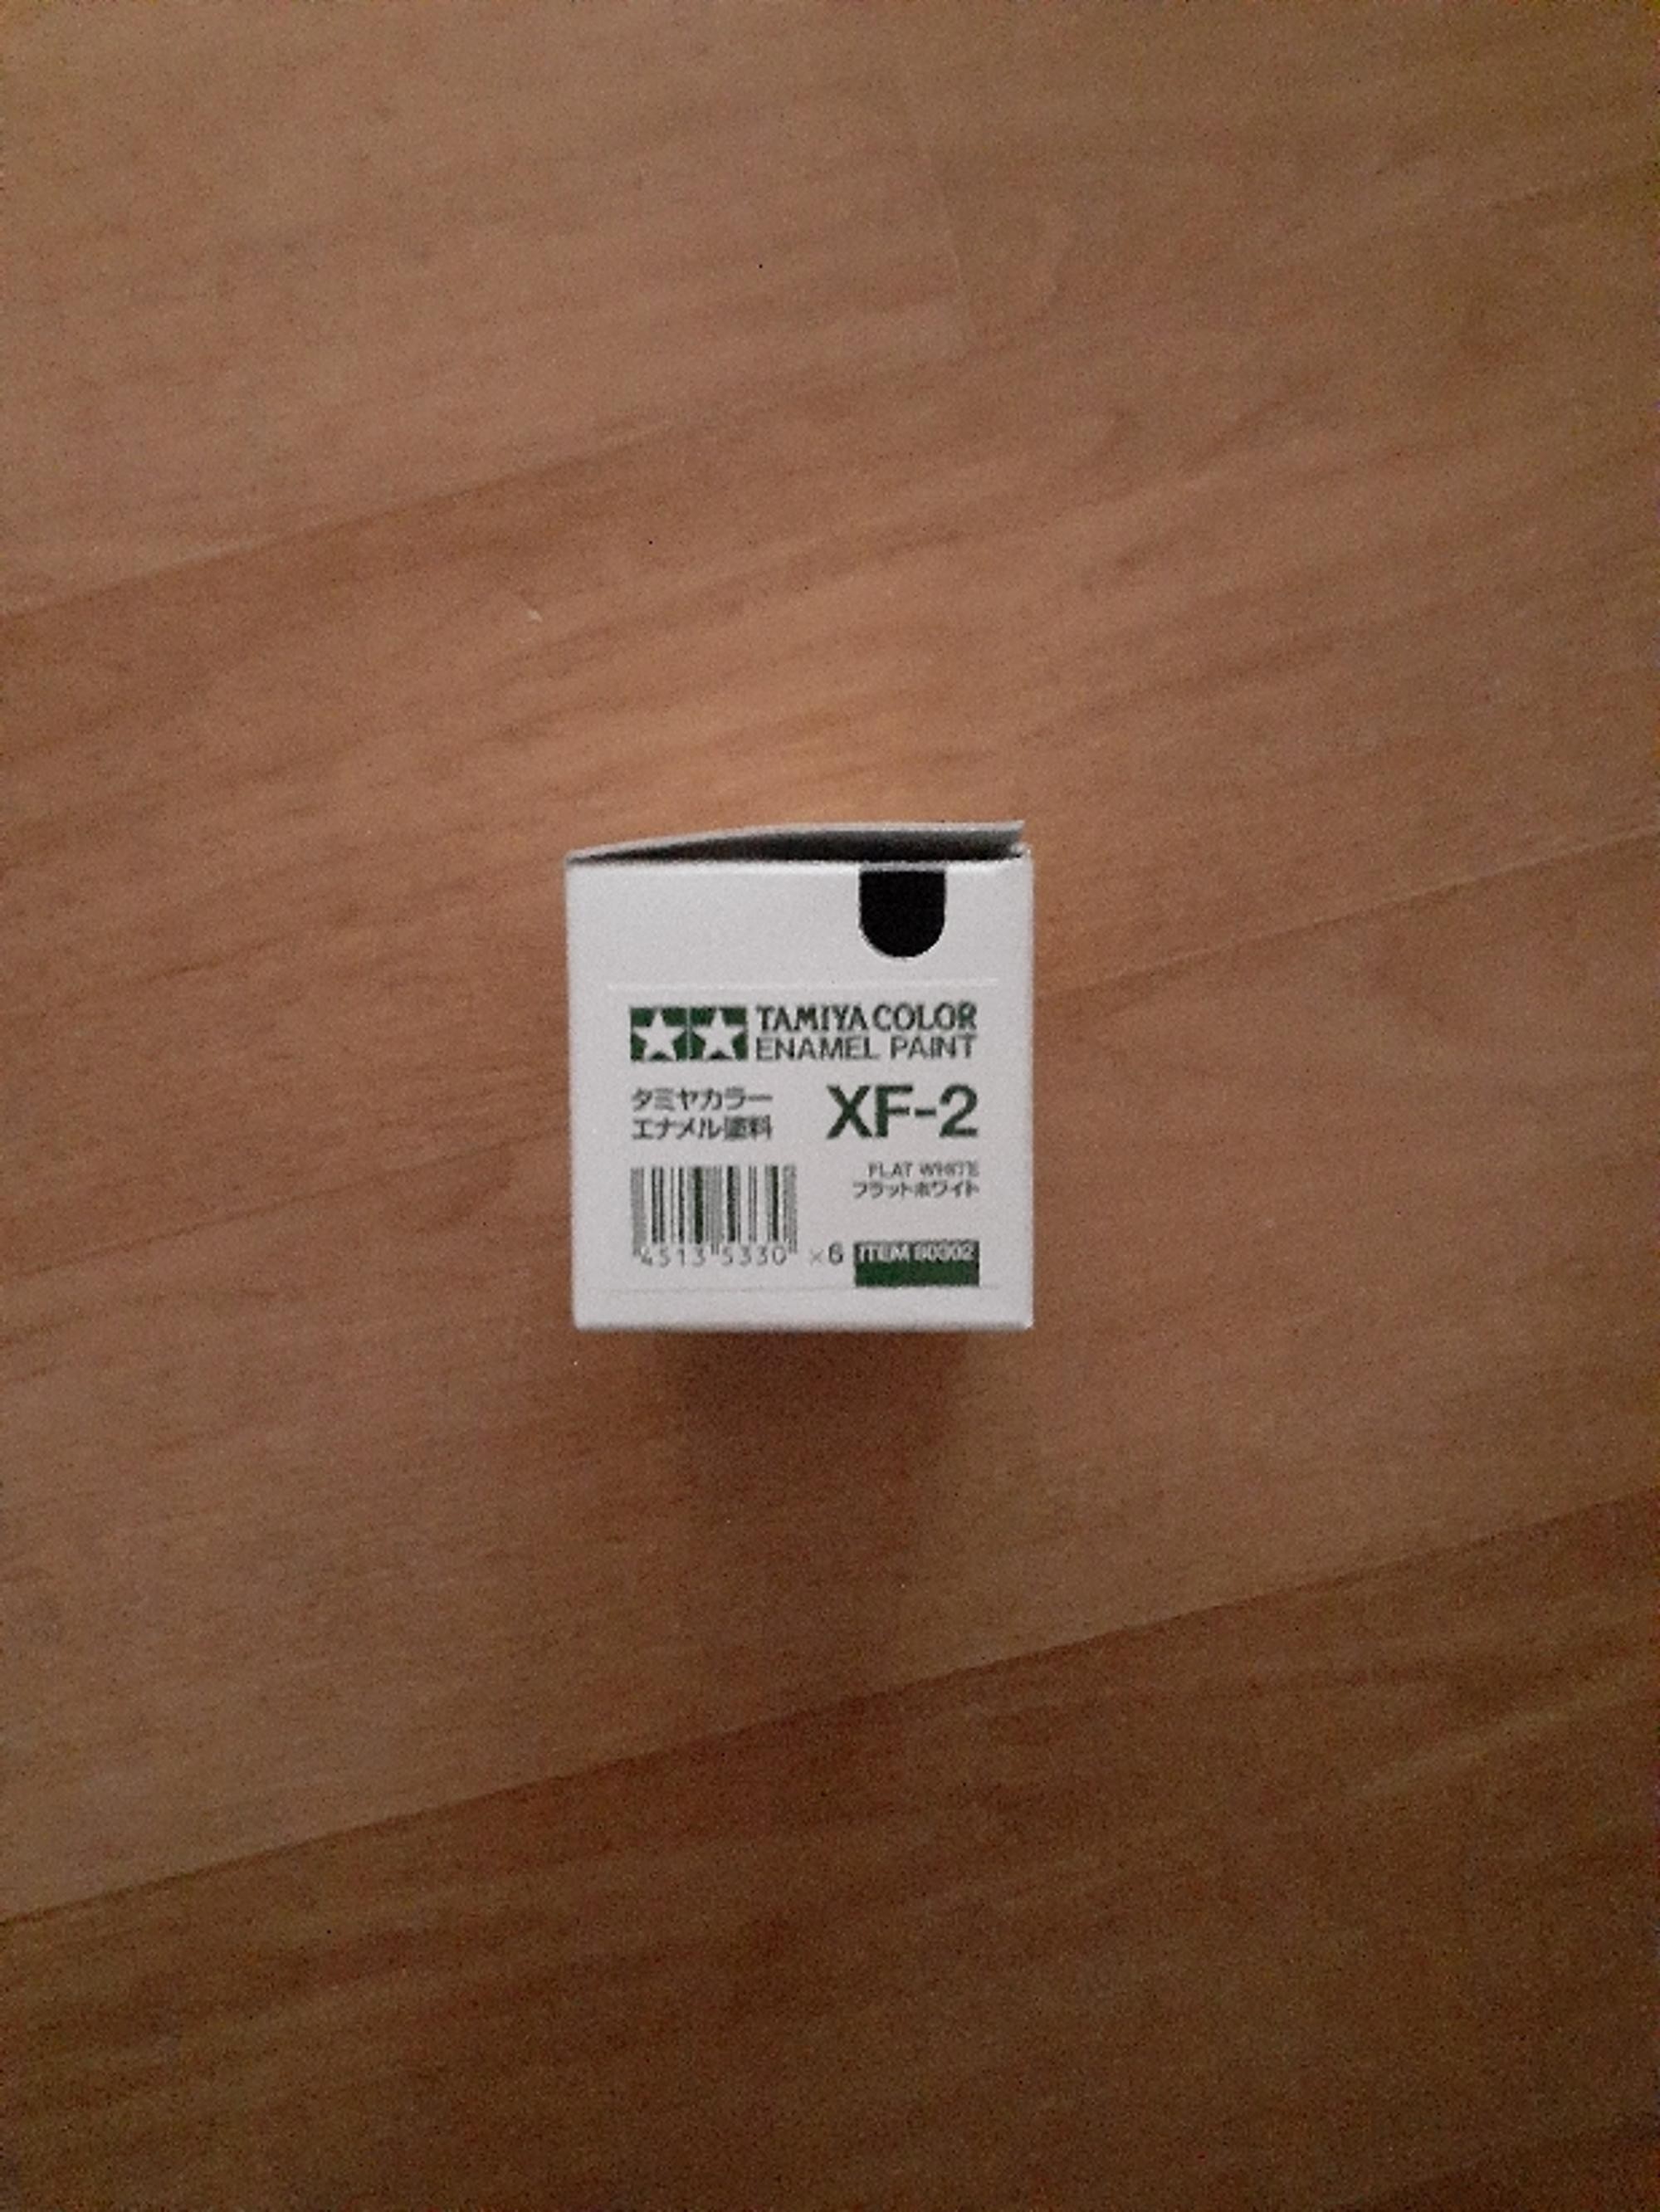 TAMIYA COLOR
ENAMEL PAINT
タミヤカラー
エナメル塗料
XF-2
FLAT WHITE
フラットホワイト
4513 5330
×6
ITEM 80302